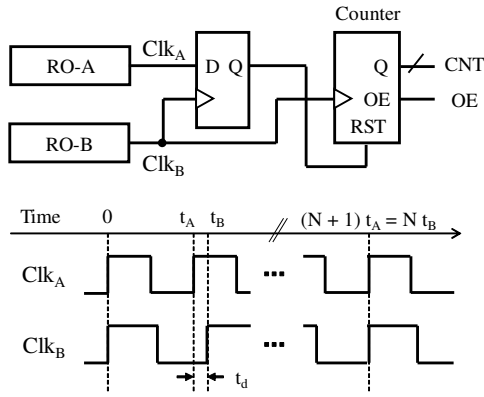 Counter
RO-A
Clk_A
D Q
Q
CNT
OE
OE
RST
RO-B
Clk_B
Time 0 t_A t_B (N + 1) t_A = N t_B
Clk_A
...
Clk_B
...
t_d